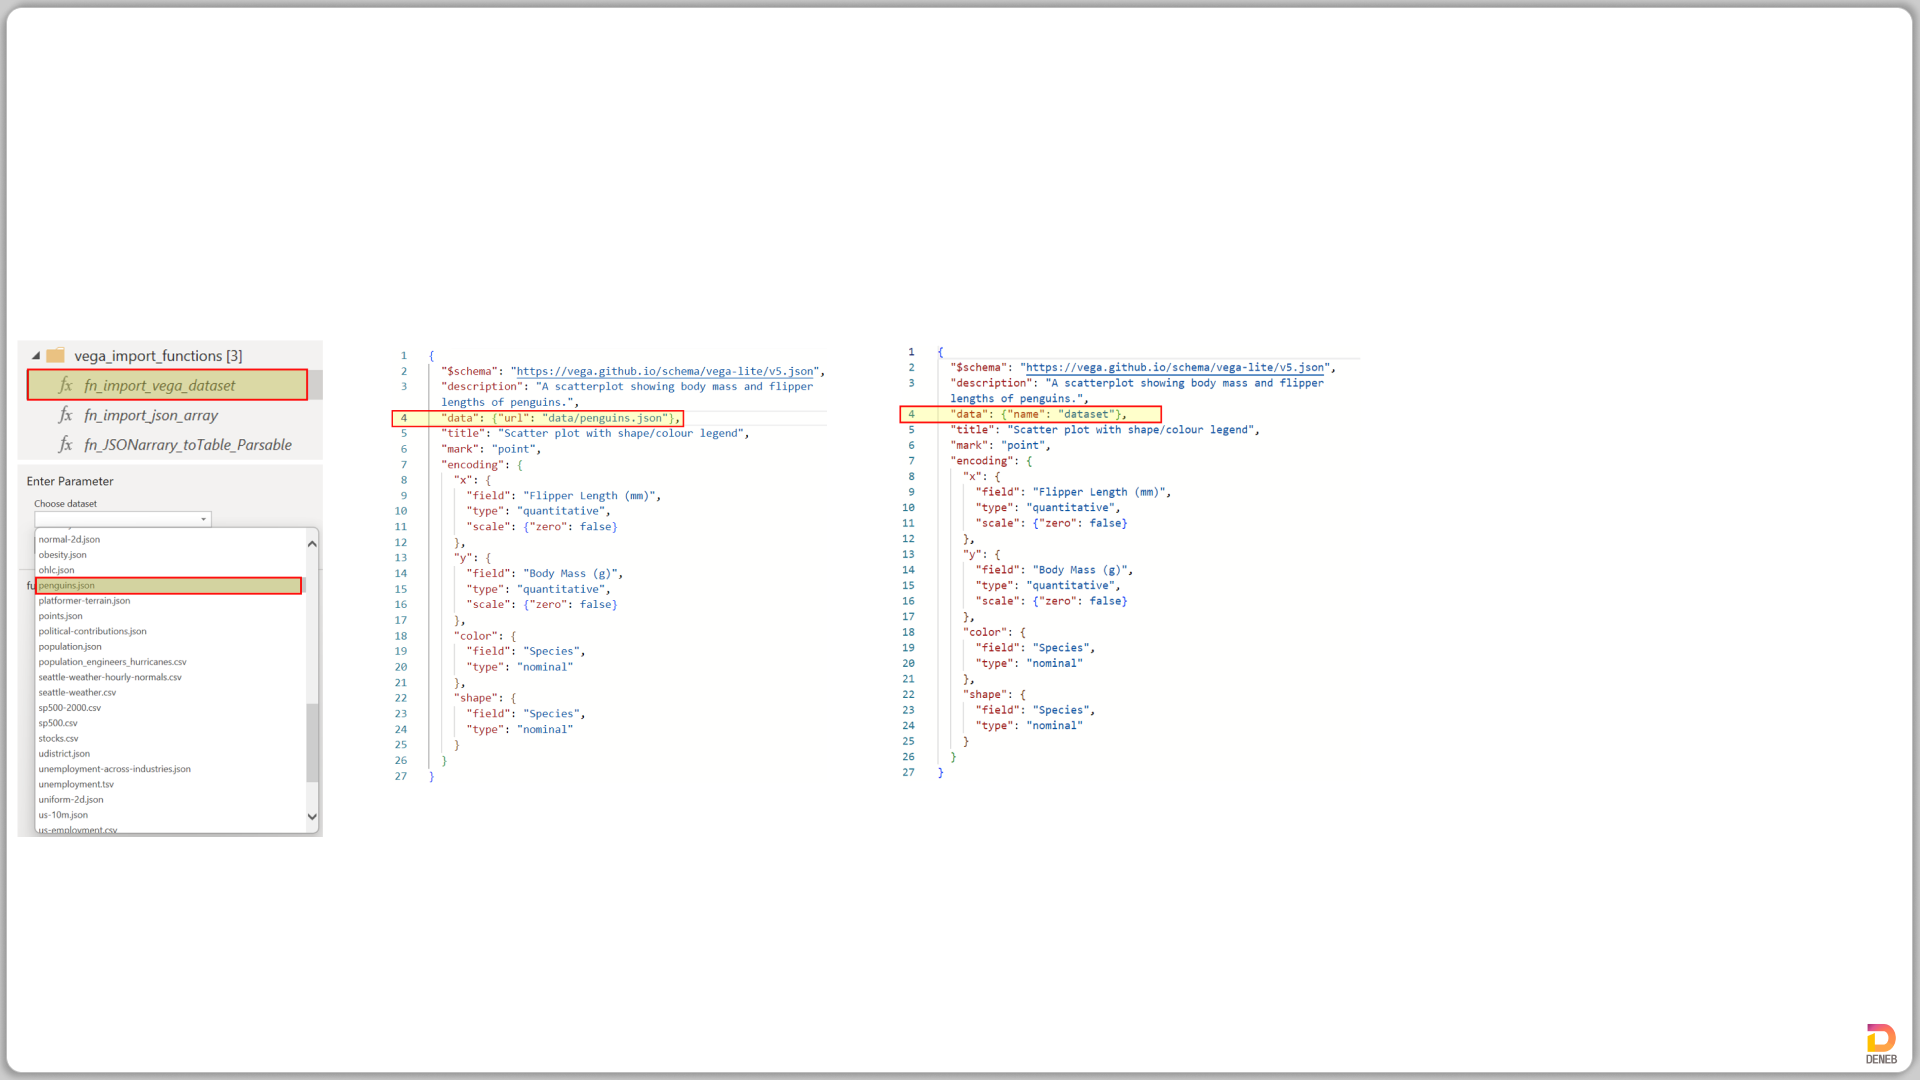 vega_import_functions [3]
fx fn_import_vega_dataset
fx fn_import_json_array
fx fn_JSONarrary_toTable_Parsable
Enter Parameter
Choose dataset
normal-2d.json
obesity.json
ohlc.json
fu
penguins.json
platformer-terrain.json
points.json
political-contributions.json
population.json
population_engineers_hurricanes.csv
seattle-weather-hourly-normals.csv
seattle-weather.csv
sp500-2000.csv
sp500.csv
stocks.csv
udistrict.json
unemployment-across-industries.json
unemployment.tsv
uniform-2d.json
us-10m.json
us-employment.csv
1 {
2 "$schema": "https://vega.github.io/schema/vega-lite/v5.json",
3 "description": "A scatterplot showing body mass and flipper
lengths of penguins.",
4 "data": {"url": "data/penguins.json"},
5 "title": "Scatter plot with shape/colour legend",
6 "mark": "point",
7 "encoding": {
8 "x": {
9 "field": "Flipper Length (mm)",
10 "type": "quantitative",
11 "scale": {"zero": false}
12 },
13 "y": {
14 "field": "Body Mass (g)",
15 "type": "quantitative",
16 "scale": {"zero": false}
17 },
18 "color": {
19 "field": "Species",
20 "type": "nominal"
21 },
22 "shape": {
23 "field": "Species",
24 "type": "nominal"
25 }
26 }
27 }
1 {
2 "$schema": "https://vega.github.io/schema/vega-lite/v5.json",
3 "description": "A scatterplot showing body mass and flipper
lengths of penguins.",
4 "data": {"name": "dataset"},
5 "title": "Scatter plot with shape/colour legend",
6 "mark": "point",
7 "encoding": {
8 "x": {
9 "field": "Flipper Length (mm)",
10 "type": "quantitative",
11 "scale": {"zero": false}
12 },
13 "y": {
14 "field": "Body Mass (g)",
15 "type": "quantitative",
16 "scale": {"zero": false}
17 },
18 "color": {
19 "field": "Species",
20 "type": "nominal"
21 },
22 "shape": {
23 "field": "Species",
24 "type": "nominal"
25 }
26 }
27 }
DENEB